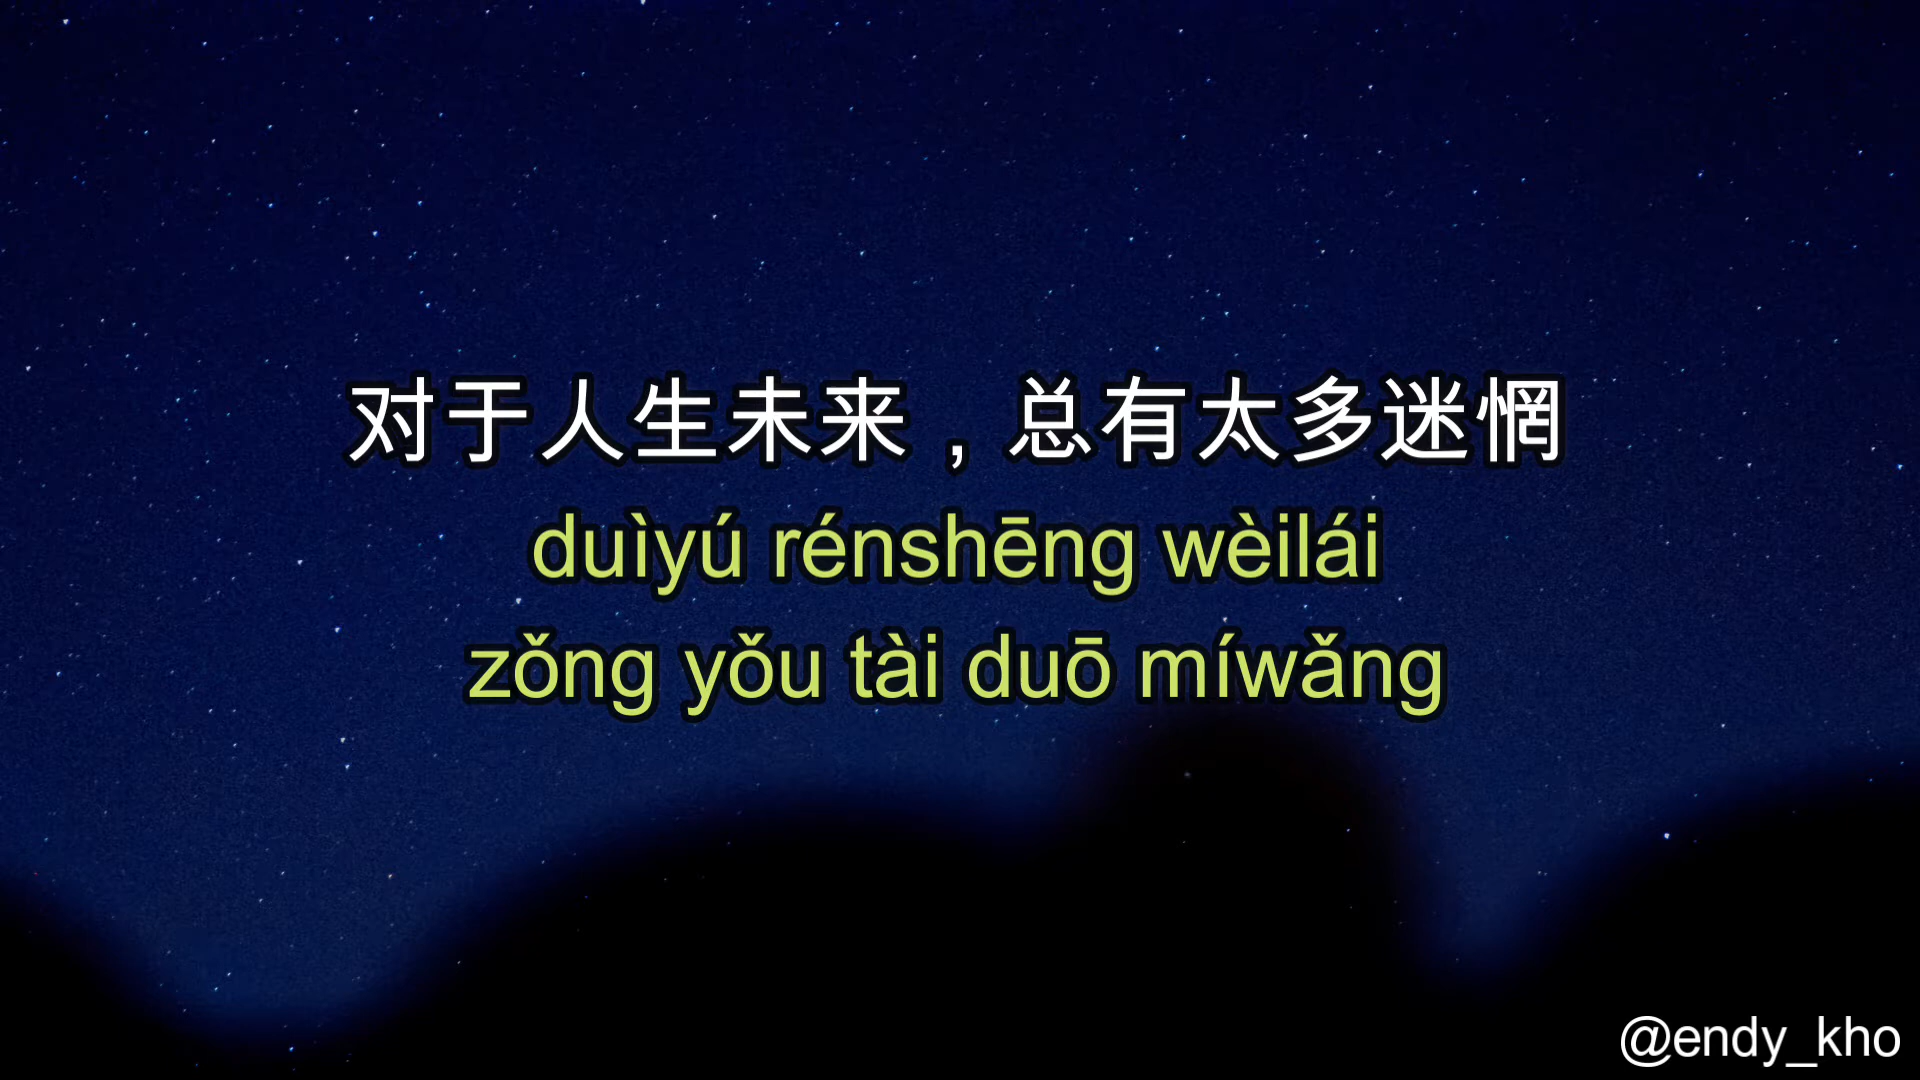 对于人生未来，总有太多迷惘
duìyú rénshēng wèilái
zǒng yǒu tài duō míwǎng
@endy_kho